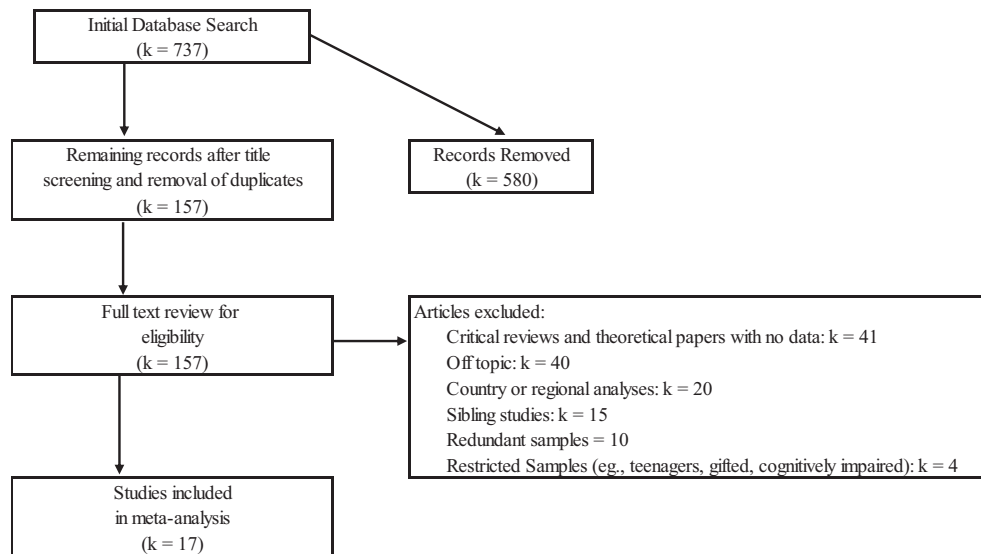 Initial Database Search
(k = 737)
Remaining records after title
screening and removal of duplicates
(k = 157)
Records Removed
(k = 580)
Full text review for
eligibility
(k = 157)
Articles excluded:
Critical reviews and theoretical papers with no data: k = 41
Off topic: k = 40
Country or regional analyses: k = 20
Sibling studies: k = 15
Redundant samples = 10
Restricted Samples (eg., teenagers, gifted, cognitively impaired): k = 4
Studies included
in meta-analysis
(k = 17)